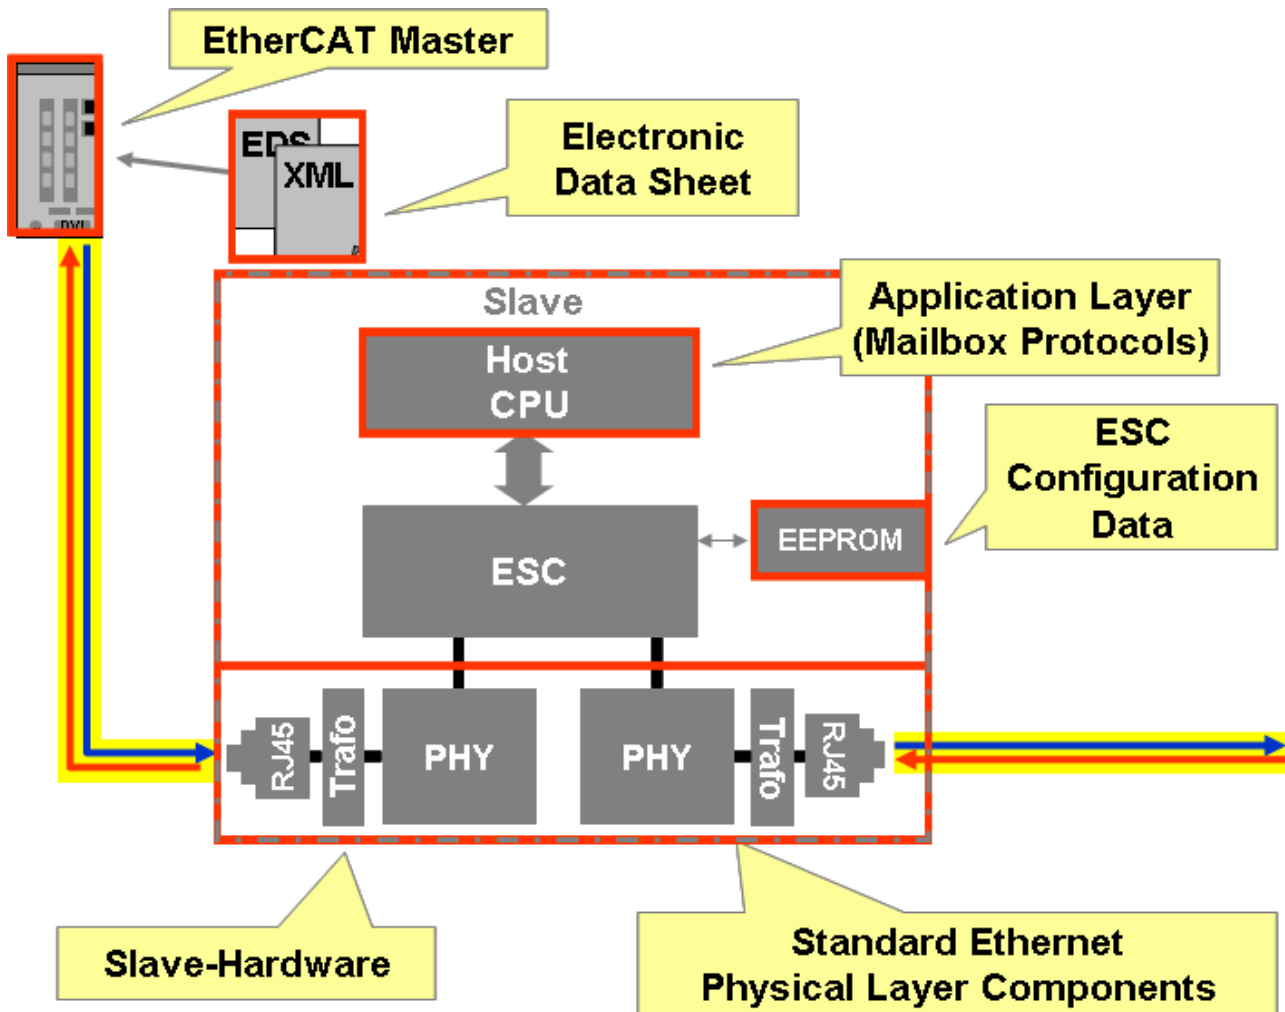 EtherCAT Master
EDS
XML
Electronic
Data Sheet
Slave
Application Layer
(Mailbox Protocols)
Host
CPU
ESC
Configuration
Data
EEPROM
ESC
RJ45
Trafo
PHY
PHY
Trafo
RJ45
Slave-Hardware
Standard Ethernet
Physical Layer Components